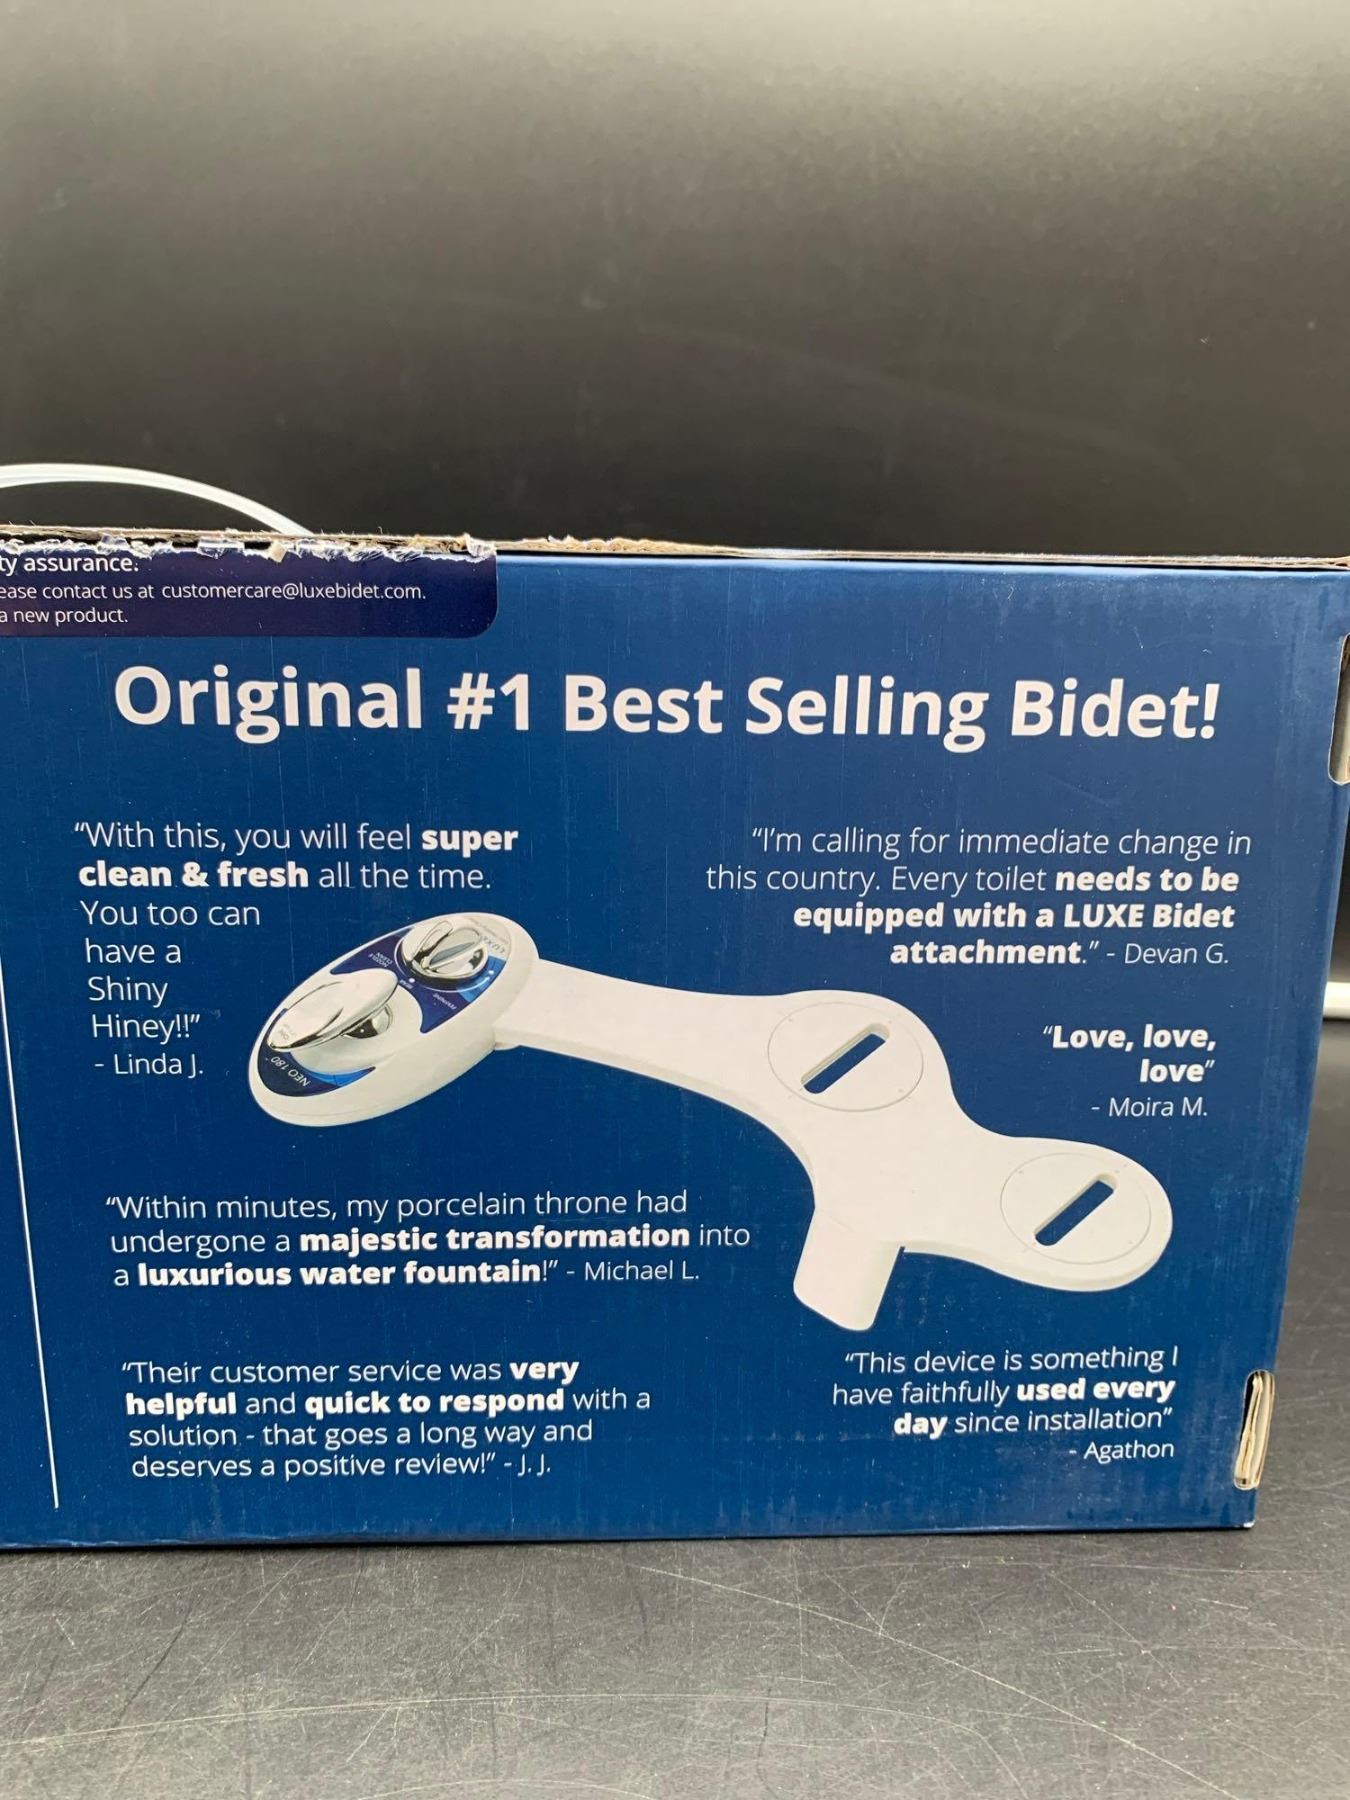 ty assurance.
ease contact us at customercare@luxebidet.com.
a new product.
Original #1 Best Selling Bidet!
“With this, you will feel super
clean & fresh all the time.
You too can
have a
Shiny
Hiney!!”
- Linda J.
“I’m calling for immediate change in
this country. Every toilet needs to be
equipped with a LUXE Bidet
attachment.” - Devan G.
“Love, love,
love”
- Moira M.
LUXE
NEO 180
“Within minutes, my porcelain throne had
undergone a majestic transformation into
a luxurious water fountain!” - Michael L.
“Their customer service was very
helpful and quick to respond with a
solution - that goes a long way and
deserves a positive review!” - J. J.
“This device is something I
have faithfully used every
day since installation”
- Agathon